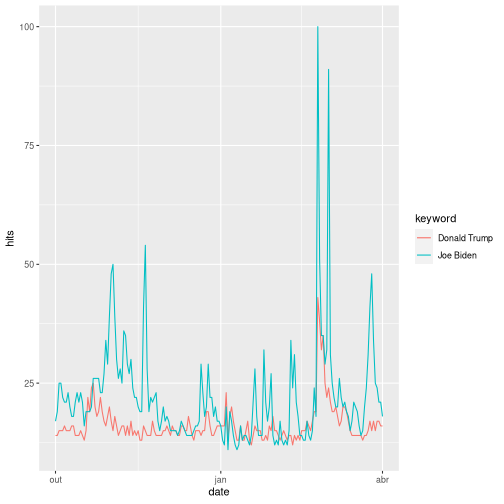 100
75
50
25
hits
out
jan
abr
date
keyword
Donald Trump
Joe Biden